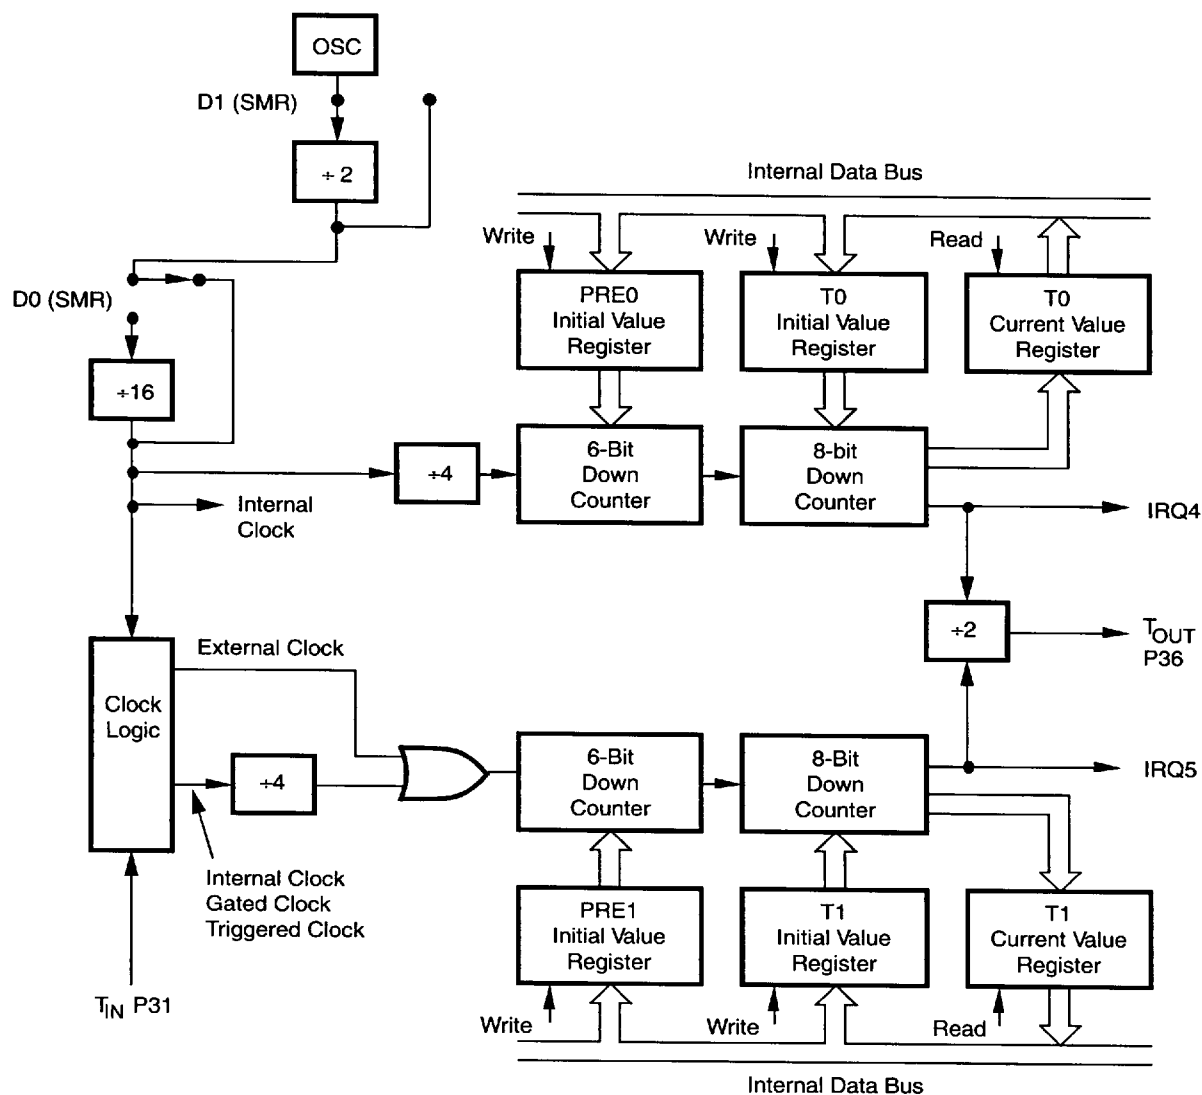 OSC
D1 (SMR)
÷ 2
Internal Data Bus
Write
Write
Read
D0 (SMR)
PRE0
Initial Value
Register
T0
Initial Value
Register
T0
Current Value
Register
÷16
÷4
6-Bit
Down
Counter
8-bit
Down
Counter
Internal
Clock
IRQ4
÷2
TOUT
P36
External Clock
Clock
Logic
÷4
6-Bit
Down
Counter
8-Bit
Down
Counter
IRQ5
Internal Clock
Gated Clock
Triggered Clock
PRE1
Initial Value
Register
T1
Initial Value
Register
T1
Current Value
Register
TIN P31
Write
Write
Read
Internal Data Bus